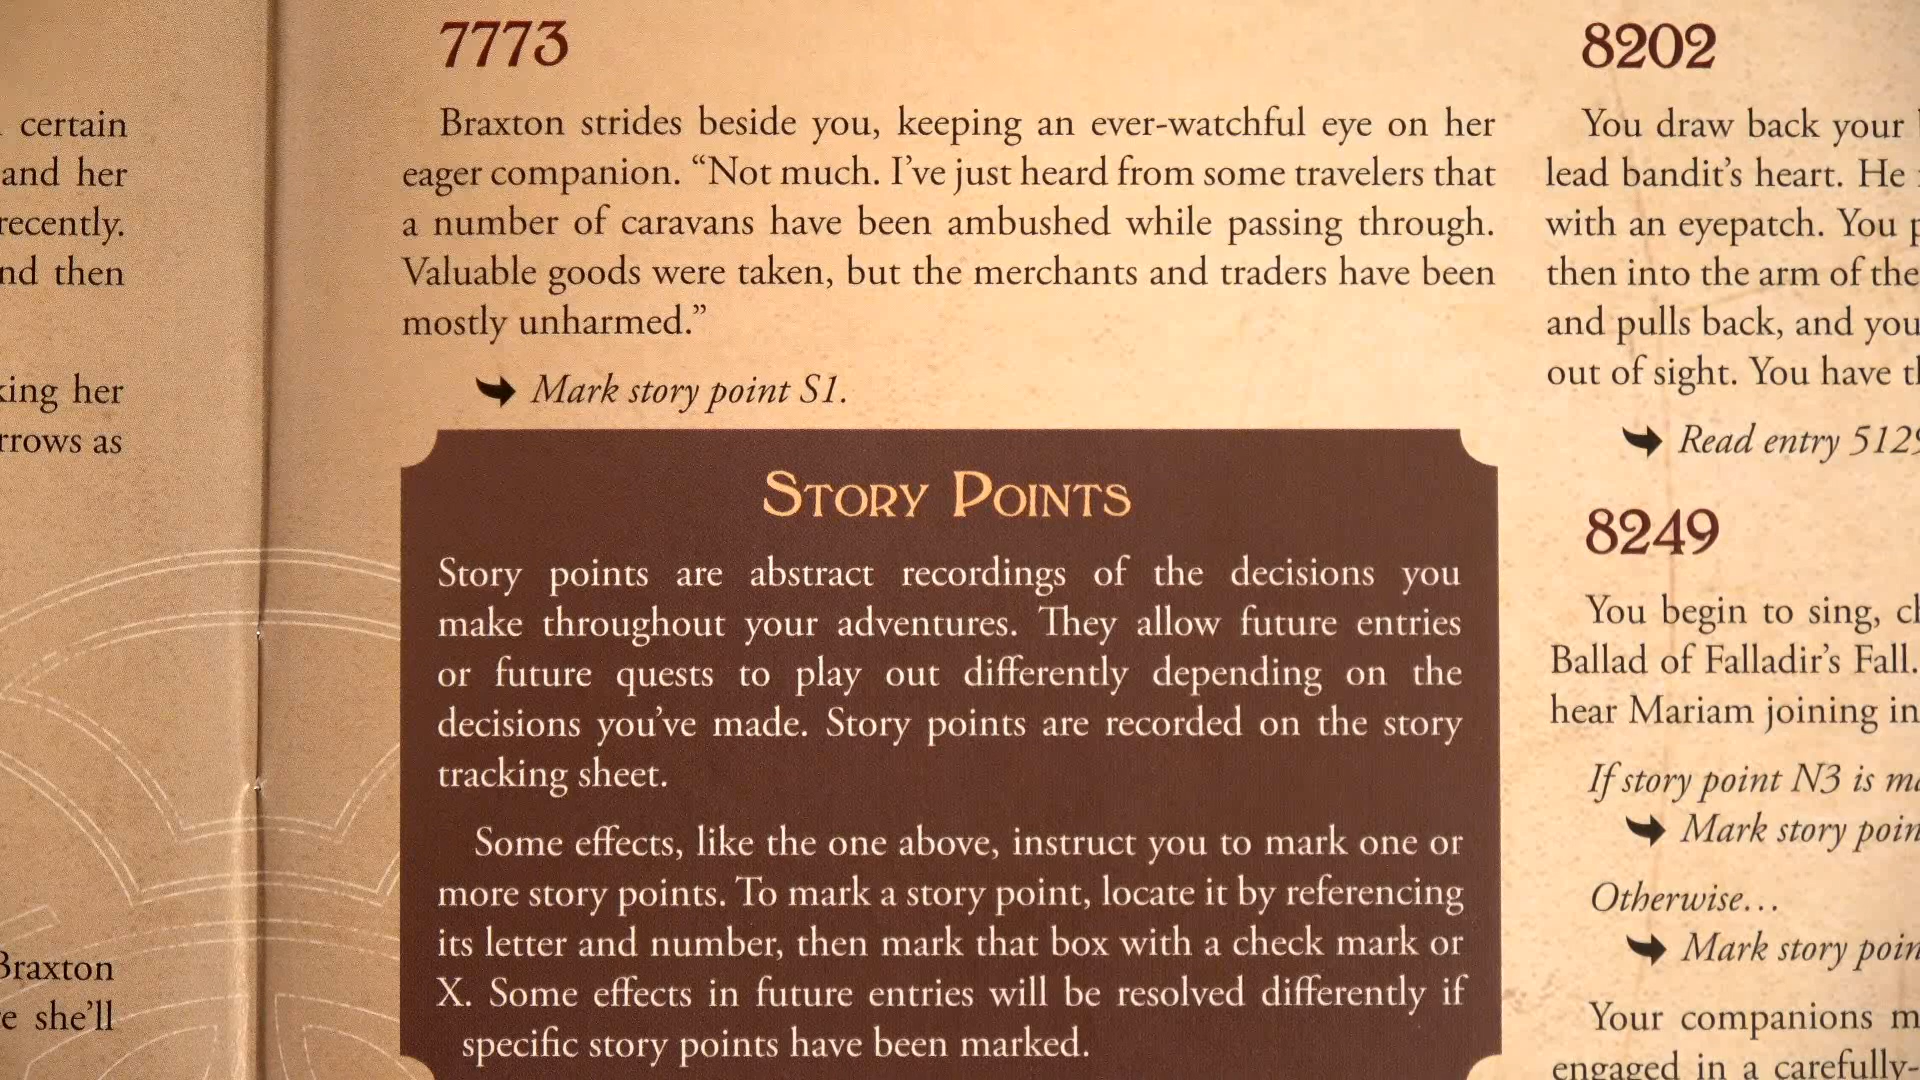 certain
and her
recently.
then
her
as
Braxton
she'll
7773
Braxton strides beside you, keeping an ever-watchful eye on her
eager companion. “Not much. I've just heard from some travelers that
a number of caravans have been ambushed while passing through.
Valuable goods were taken, but the merchants and traders have been
mostly unharmed.”
Mark story point S1.
STORY POINTS
Story points are abstract recordings of the decisions you
make throughout your adventures. They allow future entries
or future quests to play out differently depending on the
decisions you've made. Story points are recorded on the story
tracking sheet.
Some effects, like the one above, instruct you to mark one or
more story points. To mark a story point, locate it by referencing
its letter and number, then mark that box with a check mark or
X. Some effects in future entries will be resolved differently if
specific story points have been marked.
8202
You draw back your
lead bandit's heart. He
with an eyepatch. You
then into the arm of the
and pulls back, and you
out of sight. You have
Read entry 5129
8249
You begin to sing,
Ballad of Falladir's Fall.
hear Mariam joining in
If story point N3 is
Mark story
Otherwise…
Mark story
Your companions
engaged in a carefully-